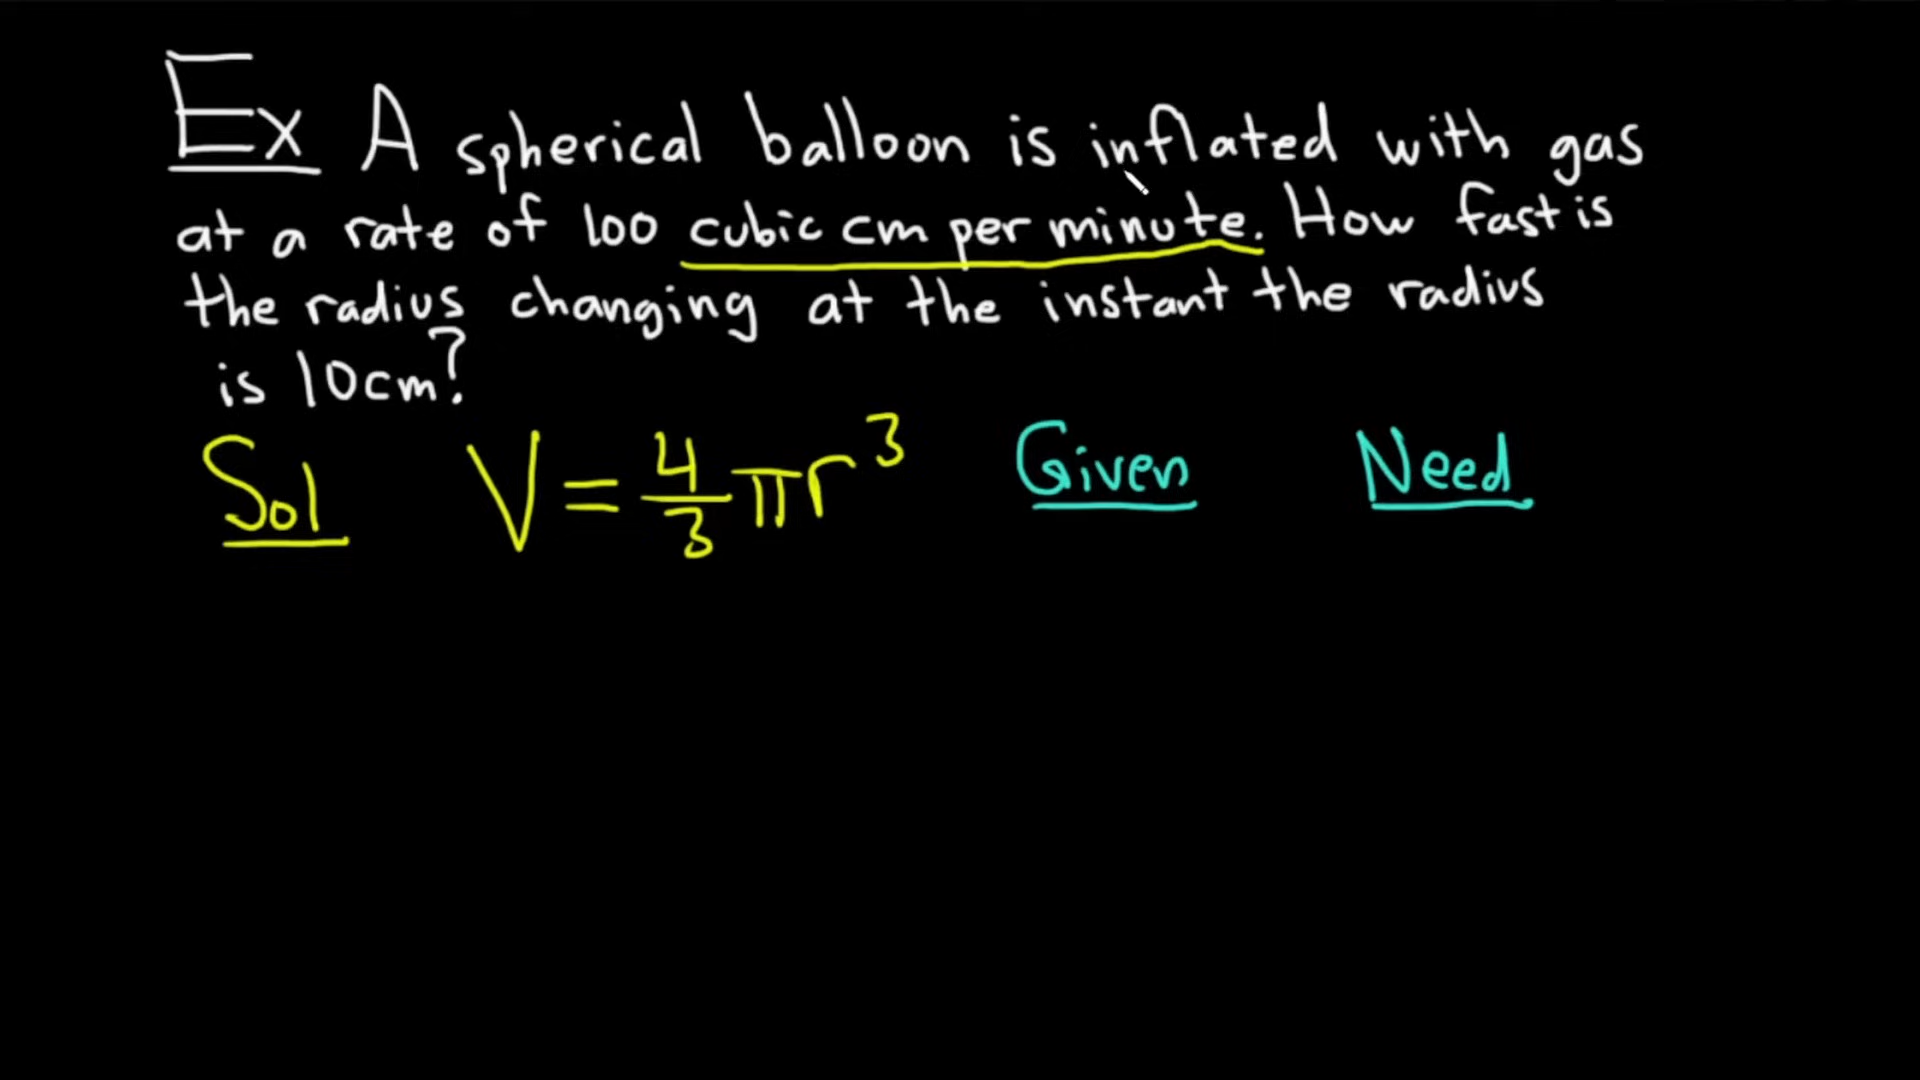 Ex A spherical balloon is inflated with gas
at a rate of 100 cubic cm per minute. How fast is
the radius changing at the instant the radius
is 10cm?
Sol V = 4/3 πr³ Given Need